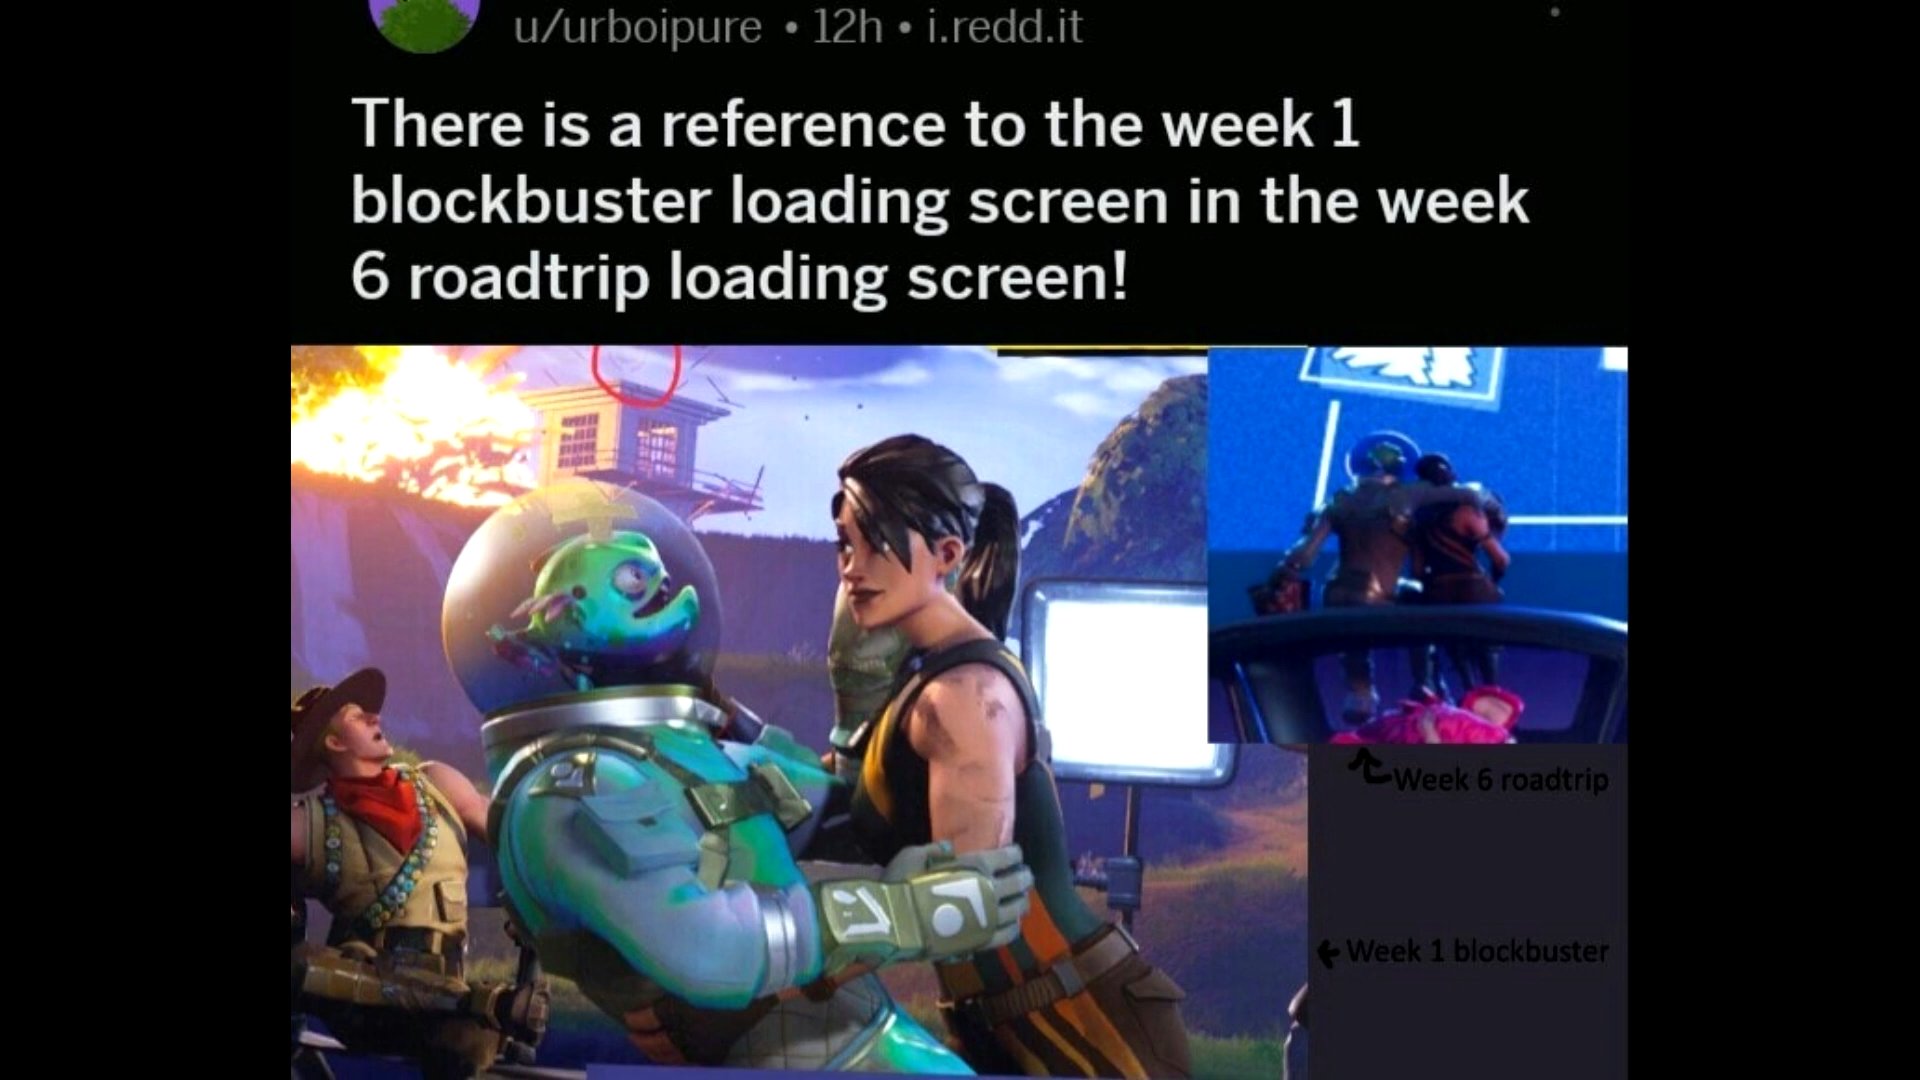 u/urboipure • 12h • i.redd.it
There is a reference to the week 1
blockbuster loading screen in the week
6 roadtrip loading screen!
Week 6 roadtrip
Week 1 blockbuster